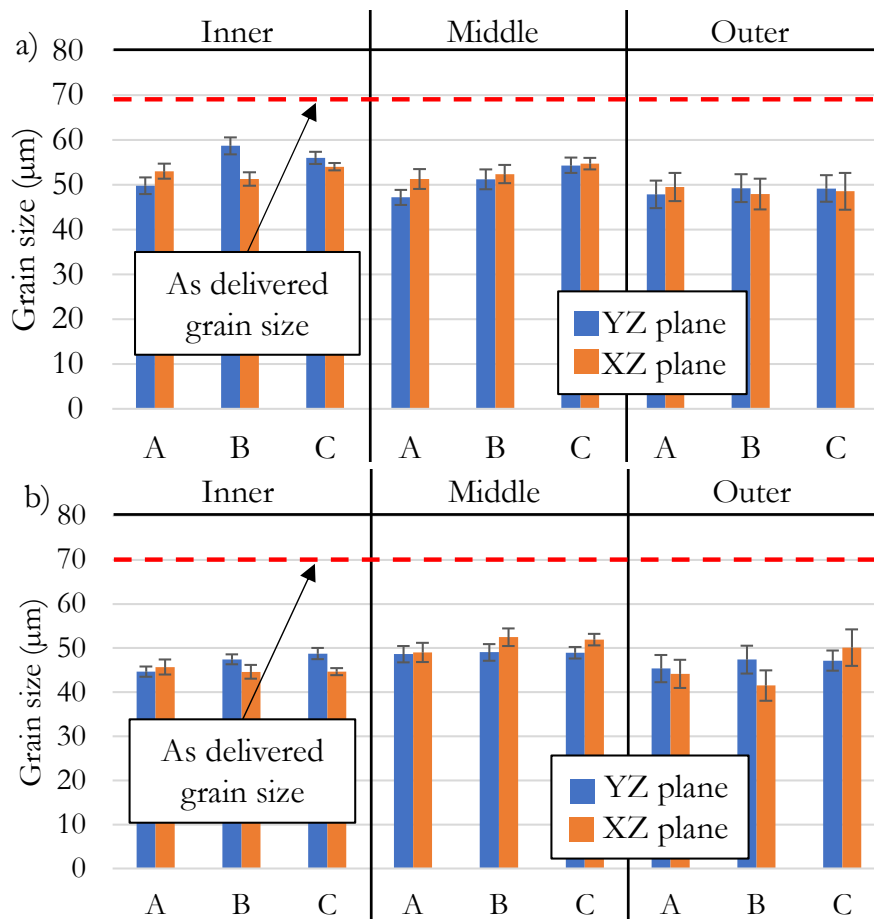 a)
Inner Middle Outer
Grain size (μm)
80
70
60
50
40
30
20
10
0
As delivered
grain size
YZ plane
XZ plane
A B C A B C A B C
b)
Inner Middle Outer
Grain size (μm)
80
70
60
50
40
30
20
10
0
As delivered
grain size
YZ plane
XZ plane
A B C A B C A B C